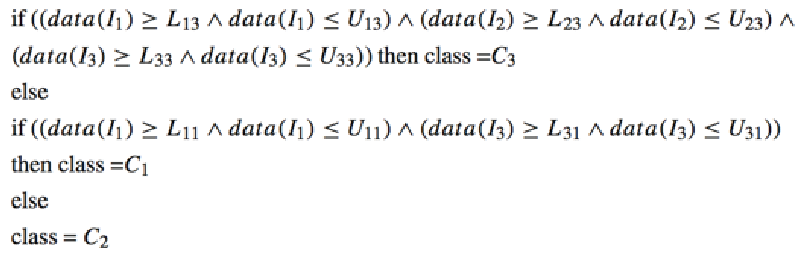 if ((data(I₁) ≥ L₁₃ ∧ data(I₁) ≤ U₁₃) ∧ (data(I₂) ≥ L₂₃ ∧ data(I₂) ≤ U₂₃) ∧
(data(I₃) ≥ L₃₃ ∧ data(I₃) ≤ U₃₃)) then class =C₃
else
if ((data(I₁) ≥ L₁₁ ∧ data(I₁) ≤ U₁₁) ∧ (data(I₃) ≥ L₃₁ ∧ data(I₃) ≤ U₃₁))
then class =C₁
else
class = C₂